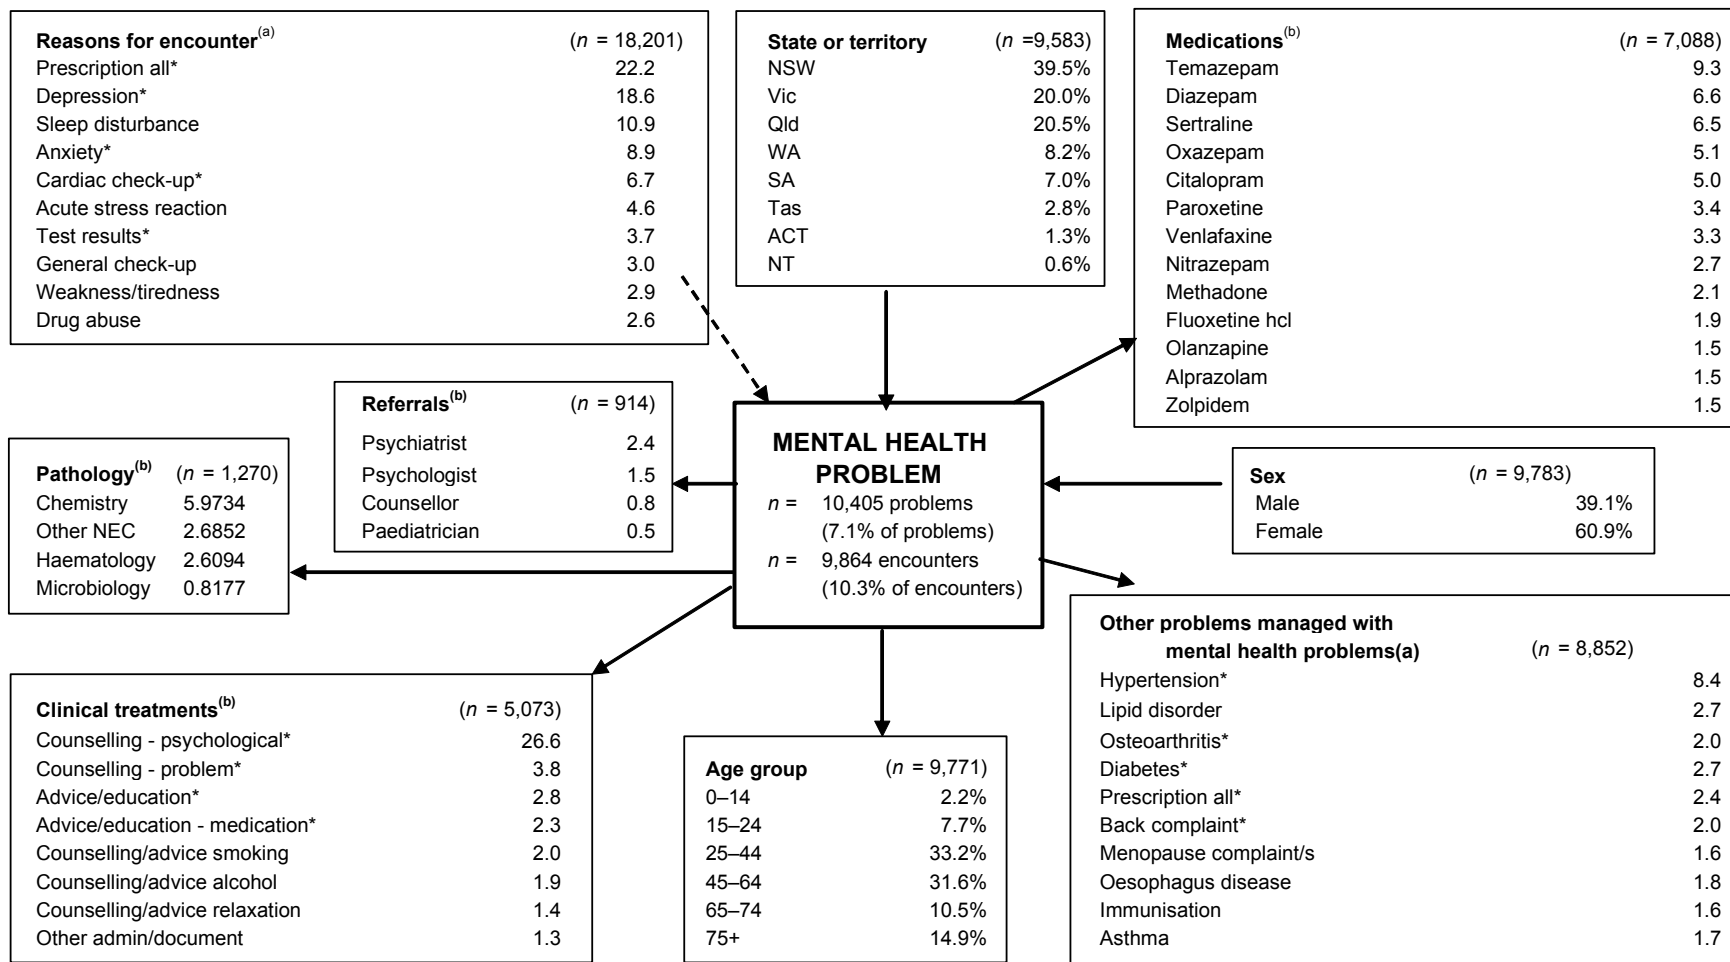 Reasons for encounter(a) (n = 18,201)
Prescription all* 22.2
Depression* 18.6
Sleep disturbance 10.9
Anxiety* 8.9
Cardiac check-up* 6.7
Acute stress reaction 4.6
Test results* 3.7
General check-up 3.0
Weakness/tiredness 2.9
Drug abuse 2.6
State or territory (n =9,583)
NSW 39.5%
Vic 20.0%
Qld 20.5%
WA 8.2%
SA 7.0%
Tas 2.8%
ACT 1.3%
NT 0.6%
Medications(b) (n = 7,088)
Temazepam 9.3
Diazepam 6.6
Sertraline 6.5
Oxazepam 5.1
Citalopram 5.0
Paroxetine 3.4
Venlafaxine 3.3
Nitrazepam 2.7
Methadone 2.1
Fluoxetine hcl 1.9
Olanzapine 1.5
Alprazolam 1.5
Zolpidem 1.5
Referrals(b) (n = 914)
Psychiatrist 2.4
Psychologist 1.5
Counsellor 0.8
Paediatrician 0.5
MENTAL HEALTH
PROBLEM
n = 10,405 problems
(7.1% of problems)
n = 9,864 encounters
(10.3% of encounters)
Pathology(b) (n = 1,270)
Chemistry 5.9734
Other NEC 2.6852
Haematology 2.6094
Microbiology 0.8177
Sex (n = 9,783)
Male 39.1%
Female 60.9%
Clinical treatments(b) (n = 5,073)
Counselling - psychological* 26.6
Counselling - problem* 3.8
Advice/education* 2.8
Advice/education - medication* 2.3
Counselling/advice smoking 2.0
Counselling/advice alcohol 1.9
Counselling/advice relaxation 1.4
Other admin/document 1.3
Age group (n = 9,771)
0–14 2.2%
15–24 7.7%
25–44 33.2%
45–64 31.6%
65–74 10.5%
75+ 14.9%
Other problems managed with
mental health problems(a) (n = 8,852)
Hypertension* 8.4
Lipid disorder 2.7
Osteoarthritis* 2.0
Diabetes* 2.7
Prescription all* 2.4
Back complaint* 2.0
Menopause complaint/s 1.6
Oesophagus disease 1.8
Immunisation 1.6
Asthma 1.7